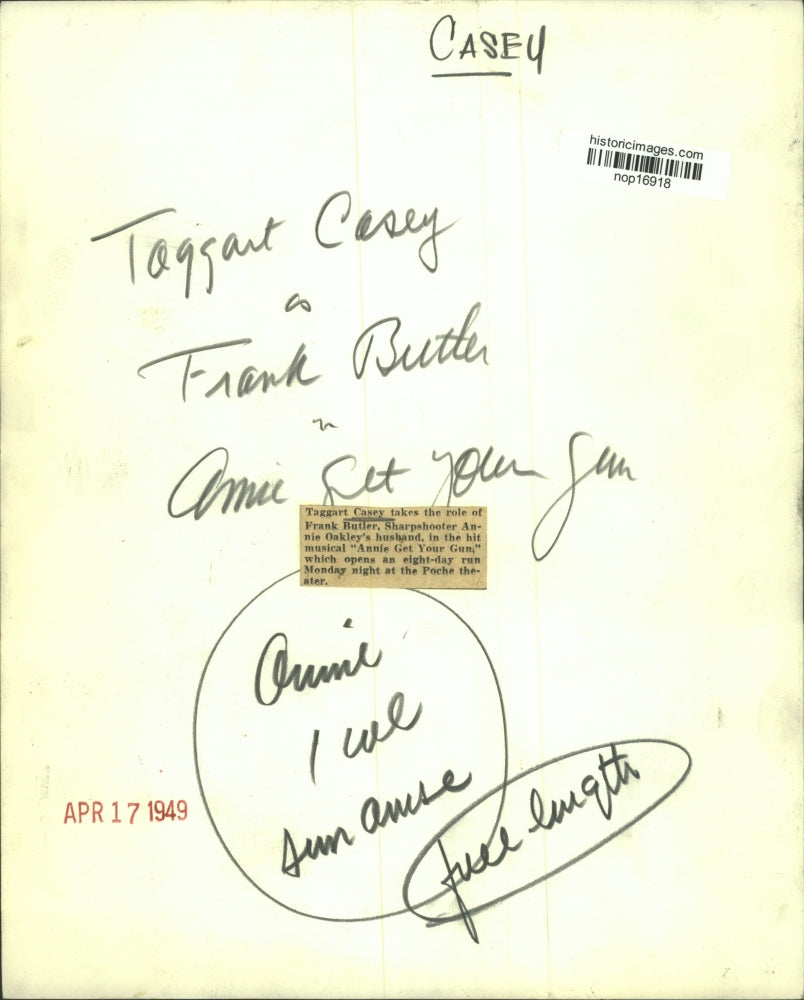 CASEY
historicimages.com
nop16918
Taggart Casey
as
Frank Butler
in
Annie Get Your Gun
Taggart Casey takes the role of
Frank Butler, Sharpshooter An-
nie Oakley's husband, in the hit
musical "Annie Get Your Gun,"
which opens an eight-day run
Monday night at the Poche the-
ater.
Annie
1 col
sun amuse
full length
APR 17 1949